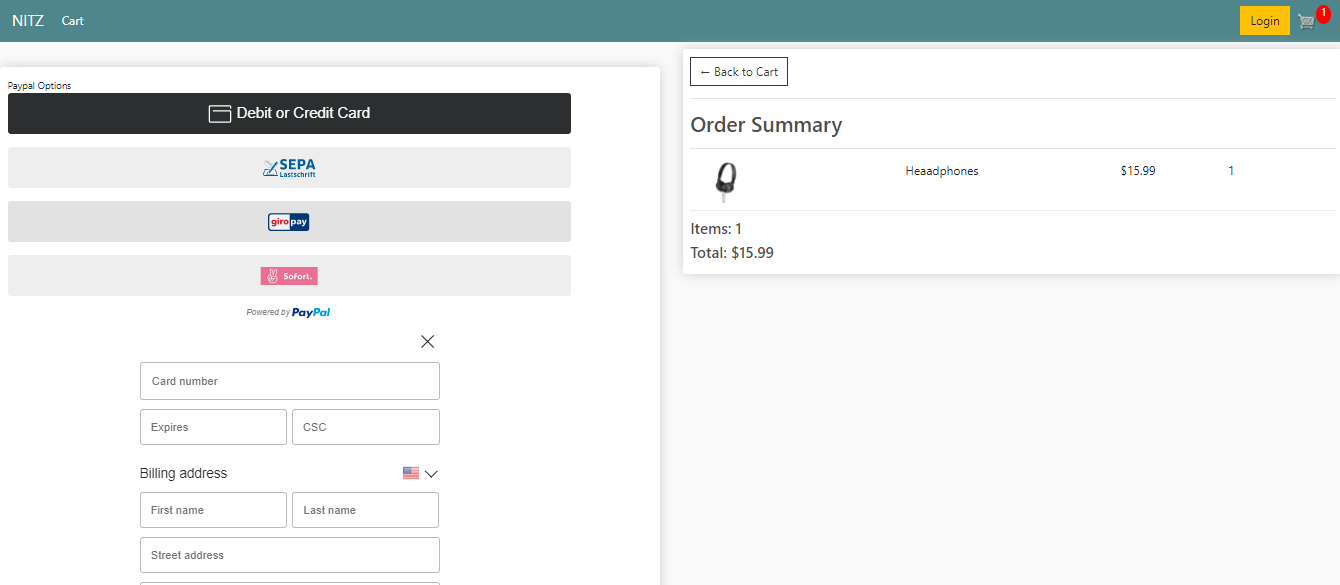 NITZ Cart Login 1
Paypal Options
Debit or Credit Card
SEPA
Lastschrift
giropay
Sofort.
Powered by PayPal
Card number
Expires CSC
Billing address
First name Last name
Street address
← Back to Cart
Order Summary
Heaadphones $15.99 1
Items: 1
Total: $15.99